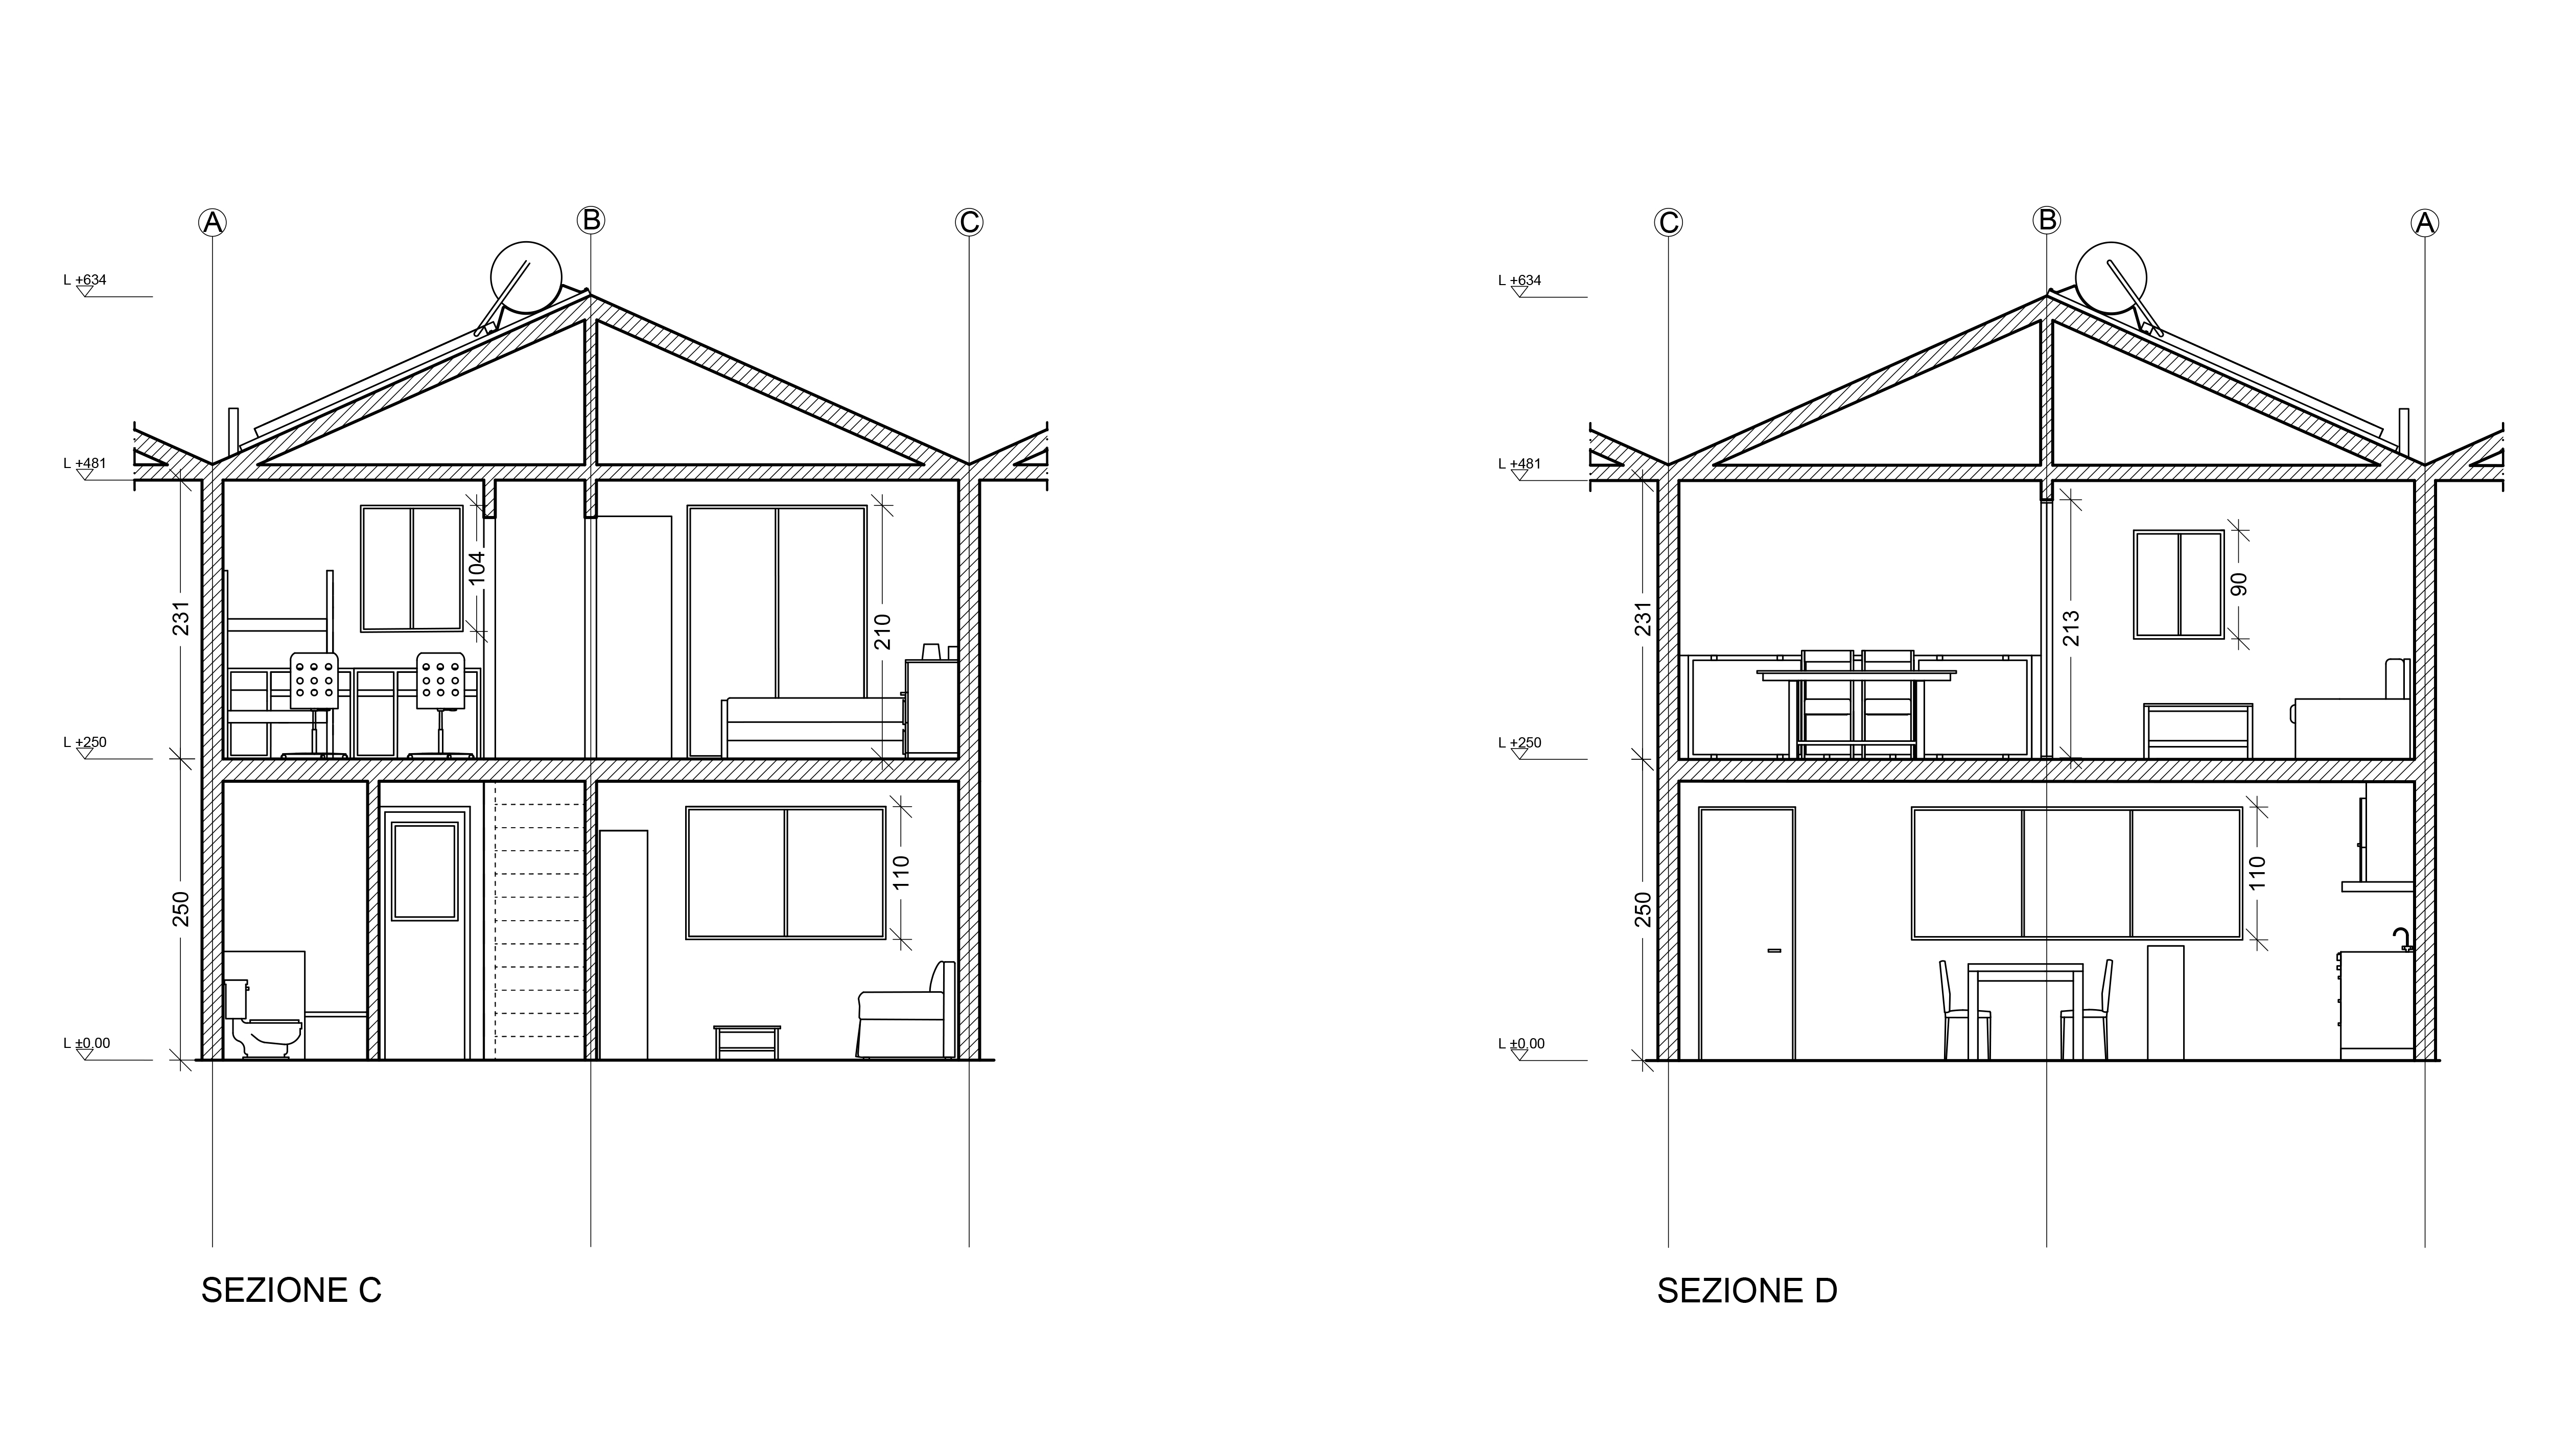 A
B
C
L +634
L +481
L +250
L ±0.00
231
250
104
210
110
SEZIONE C
C
B
A
L +634
L +481
L +250
L ±0.00
231
250
213
90
110
SEZIONE D